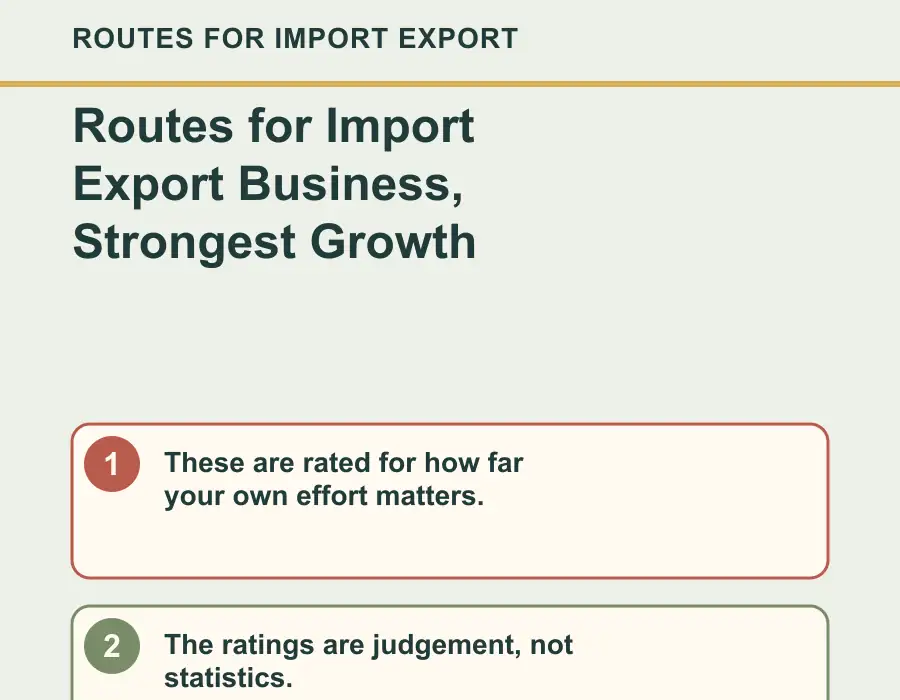 ROUTES FOR IMPORT EXPORT
Routes for Import
Export Business,
Strongest Growth
1
These are rated for how far
your own effort matters.
2
The ratings are judgement, not
statistics.